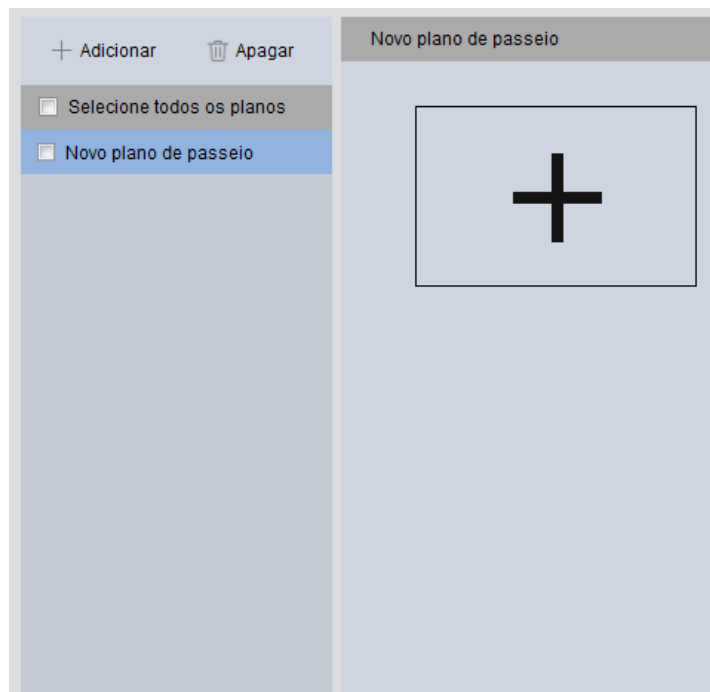 Adicionar
Apagar
Novo plano de passeio
Selecione todos os planos
Novo plano de passeio